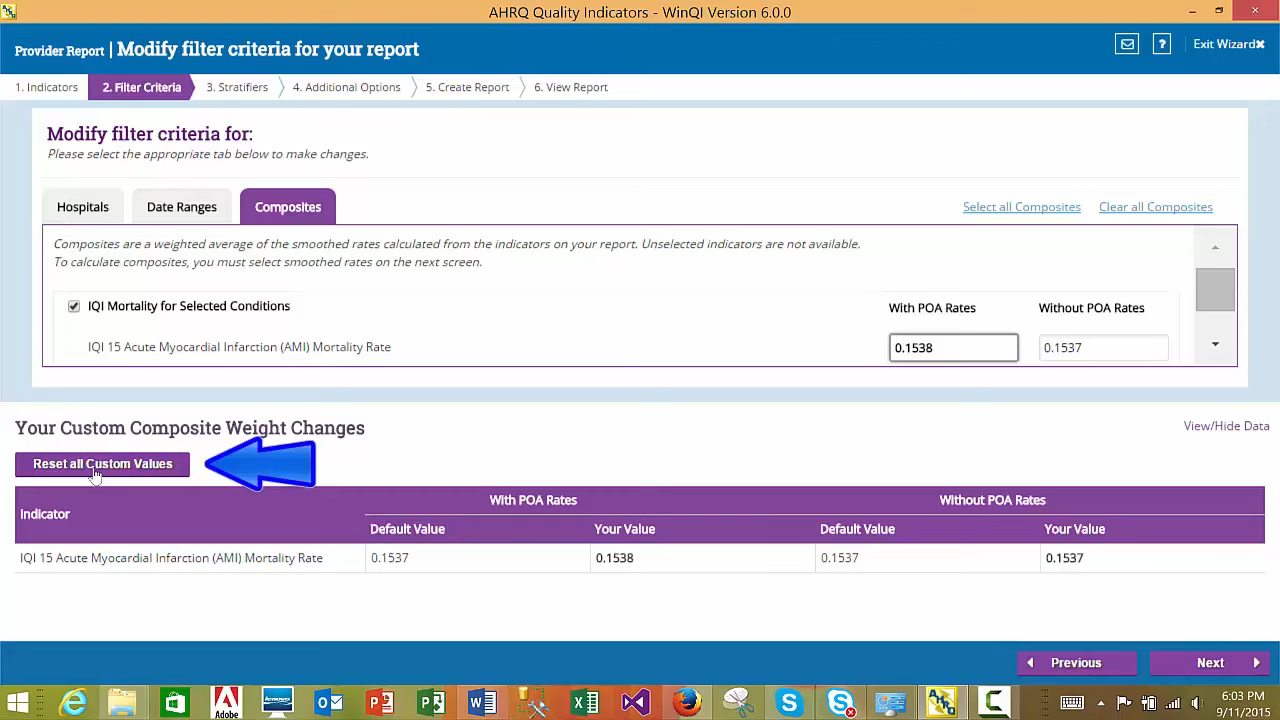 AHRQ Quality Indicators - WinQI Version 6.0.0
Provider Report | Modify filter criteria for your report
? Exit Wizard✖
1. Indicators 2. Filter Criteria 3. Stratifiers 4. Additional Options 5. Create Report 6. View Report
Modify filter criteria for:
Please select the appropriate tab below to make changes.
Hospitals Date Ranges Composites Select all Composites Clear all Composites
Composites are a weighted average of the smoothed rates calculated from the indicators on your report. Unselected indicators are not available.
To calculate composites, you must select smoothed rates on the next screen.
IQI Mortality for Selected Conditions With POA Rates Without POA Rates
IQI 15 Acute Myocardial Infarction (AMI) Mortality Rate 0.1538 0.1537
Your Custom Composite Weight Changes View/Hide Data
Reset all Custom Values
Indicator With POA Rates Without POA Rates
Default Value Your Value Default Value Your Value
IQI 15 Acute Myocardial Infarction (AMI) Mortality Rate 0.1537 0.1538 0.1537 0.1537
Previous Next
Adobe
lenovo
AHRQ
6:03 PM
9/11/2015